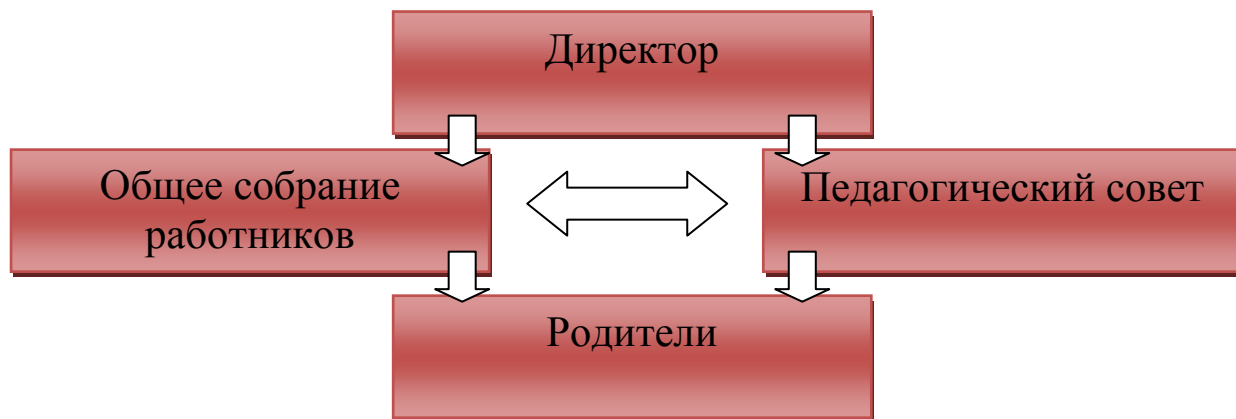 Директор
Общее собрание
работников
Педагогический совет
Родители